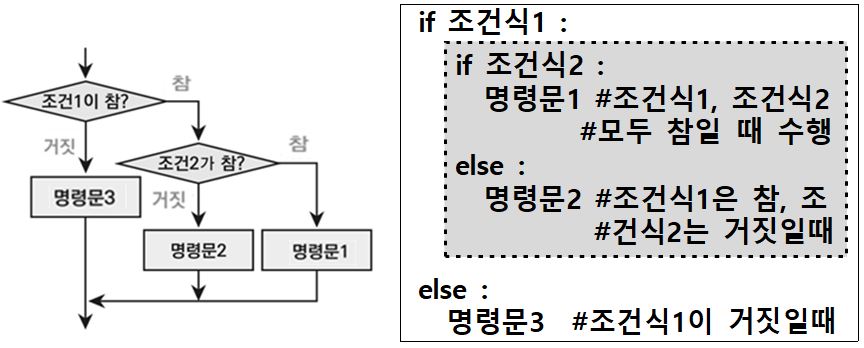 참
조건1이 참?
거짓
참
조건2가 참?
명령문3
거짓
명령문2
명령문1
if 조건식1 :
if 조건식2 :
명령문1 #조건식1, 조건식2
#모두 참일 때 수행
else :
명령문2 #조건식1은 참, 조
#건식2는 거짓일때
else :
명령문3 #조건식1이 거짓일때